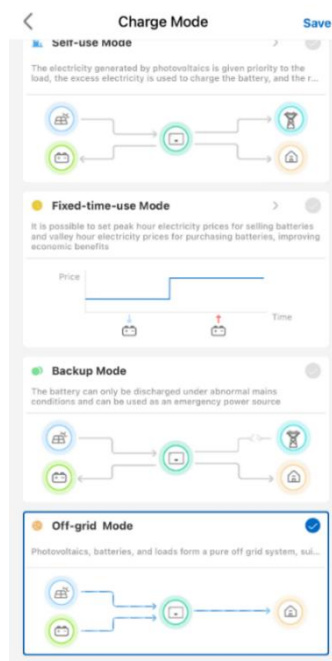 Charge Mode
Save
Self-use Mode
The electricity generated by photovoltaics is given priority to the
load, the excess electricity is used to charge the battery, and the r...
Fixed-time-use Mode
It is possible to set peak hour electricity prices for selling batteries
and valley hour electricity prices for purchasing batteries, improving
economic benefits
Price
Time
Backup Mode
The battery can only be discharged under abnormal mains
conditions and can be used as an emergency power source
Off-grid Mode
Photovoltaics, batteries, and loads form a pure off grid system, sui...